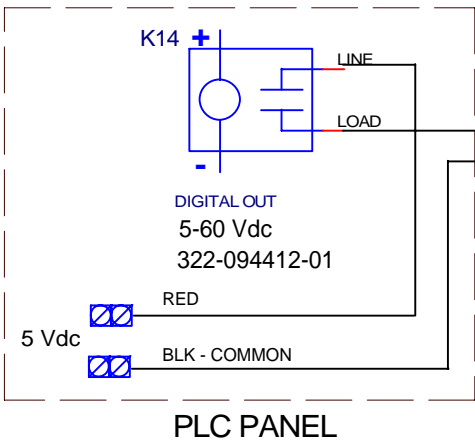 K14 +
LINE
LOAD
-
DIGITAL OUT
5-60 Vdc
322-094412-01
RED
5 Vdc
BLK - COMMON
PLC PANEL